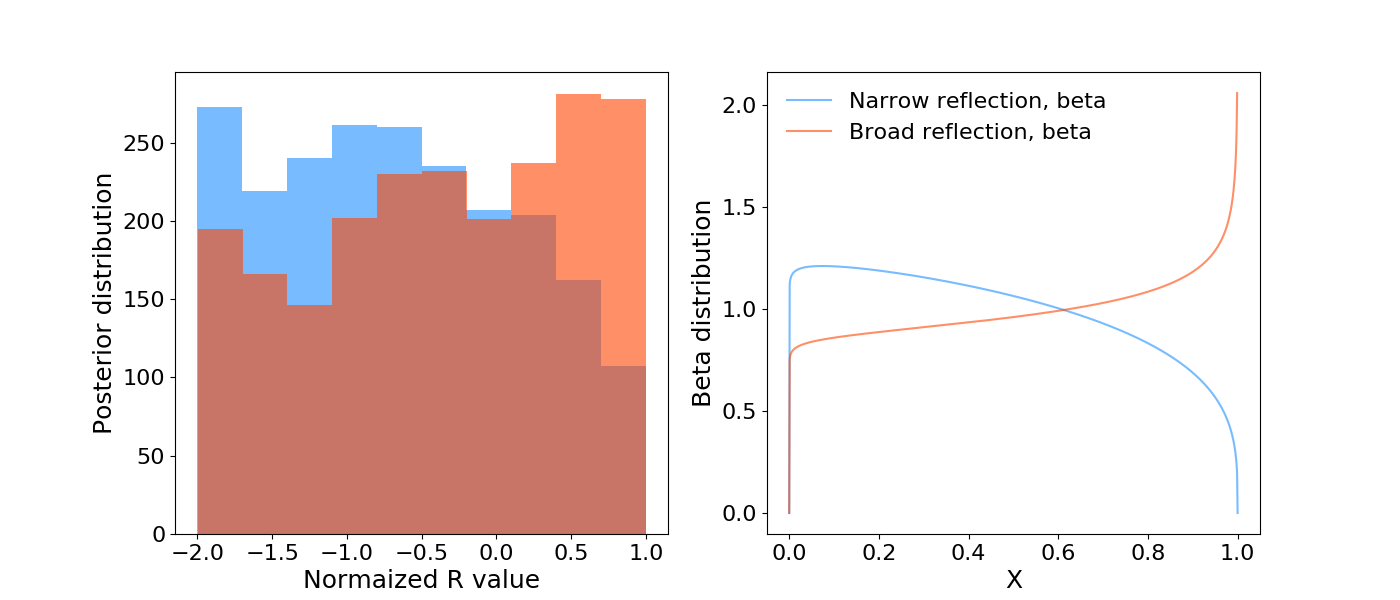 Posterior distribution
250
200
150
100
50
0
−2.0 −1.5 −1.0 −0.5 0.0 0.5 1.0
Normaized R value
Beta distribution
2.0
1.5
1.0
0.5
0.0
Narrow reflection, beta
Broad reflection, beta
0.0 0.2 0.4 0.6 0.8 1.0
X